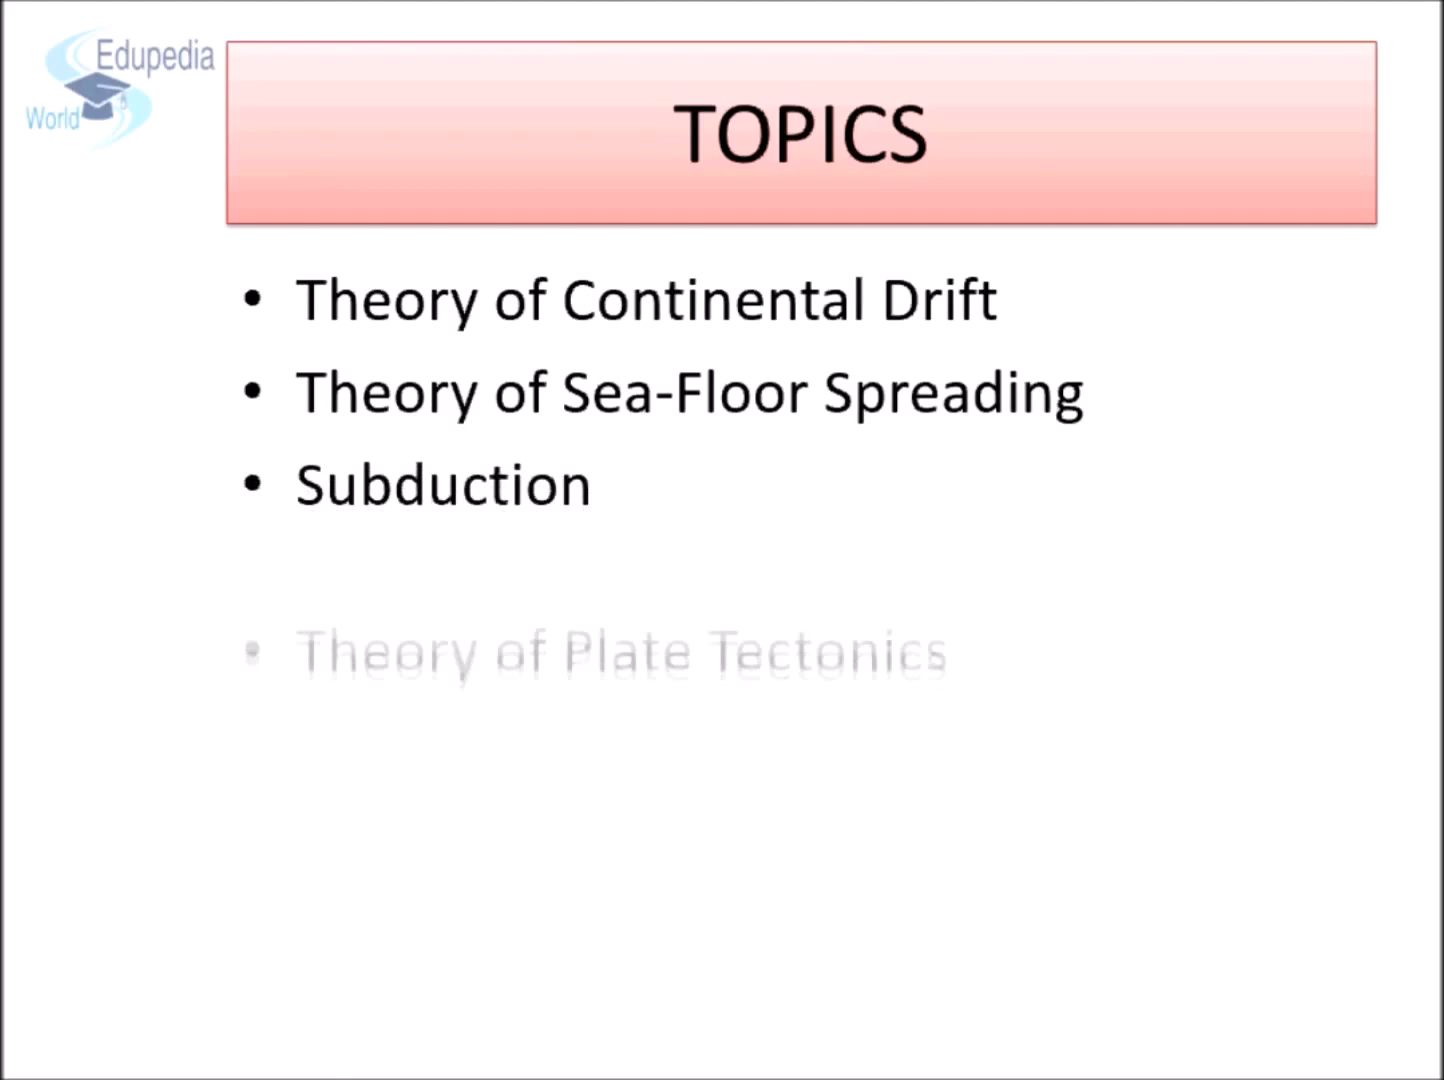 Edupedia
World
TOPICS
• Theory of Continental Drift
• Theory of Sea-Floor Spreading
• Subduction
• Theory of Plate Tectonics